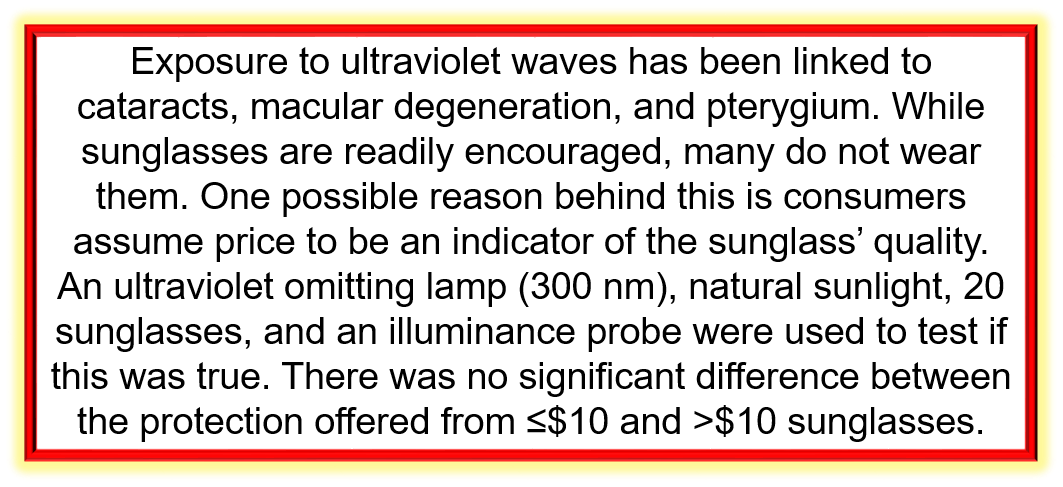 Exposure to ultraviolet waves has been linked to
cataracts, macular degeneration, and pterygium. While
sunglasses are readily encouraged, many do not wear
them. One possible reason behind this is consumers
assume price to be an indicator of the sunglass’ quality.
An ultraviolet omitting lamp (300 nm), natural sunlight, 20
sunglasses, and an illuminance probe were used to test if
this was true. There was no significant difference between
the protection offered from ≤$10 and >$10 sunglasses.